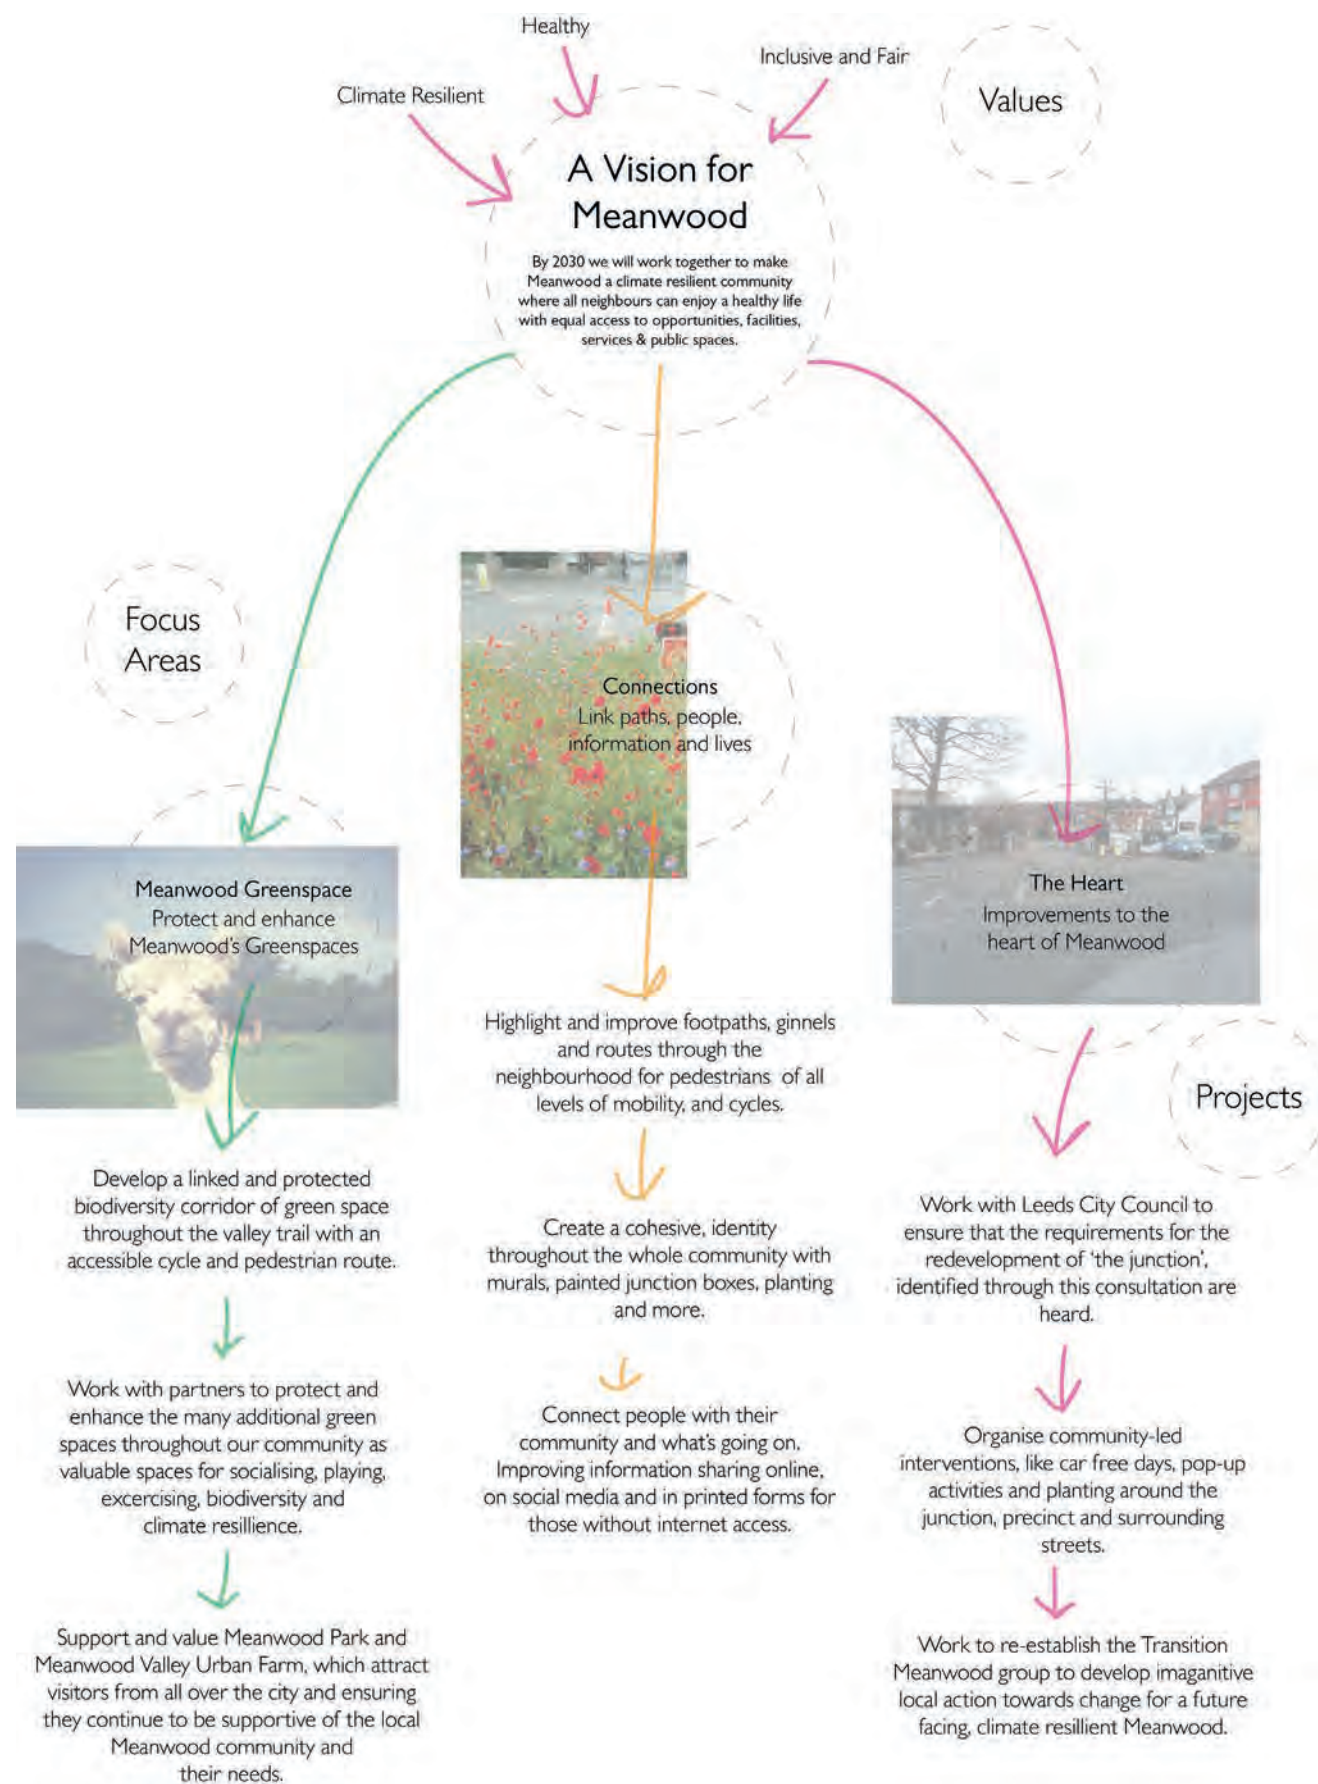 Healthy
Inclusive and Fair
Climate Resilient
Values
A Vision for
Meanwood
By 2030 we will work together to make
Meanwood a climate resilient community
where all neighbours can enjoy a healthy life
with equal access to opportunities, facilities,
services & public spaces.
Focus
Areas
Connections
Link paths, people,
information and lives
Meanwood Greenspace
Protect and enhance
Meanwood's Greenspaces
The Heart
Improvements to the
heart of Meanwood
Projects
Develop a linked and protected
biodiversity corridor of green space
throughout the valley trail with an
accessible cycle and pedestrian route.
Work with partners to protect and
enhance the many additional green
spaces throughout our community as
valuable spaces for socialising, playing,
excercising, biodiversity and
climate resillience.
Support and value Meanwood Park and
Meanwood Valley Urban Farm, which attract
visitors from all over the city and ensuring
they continue to be supportive of the local
Meanwood community and
their needs.
Highlight and improve footpaths, ginnels
and routes through the
neighbourhood for pedestrians of all
levels of mobility, and cycles.
Create a cohesive, identity
throughout the whole community with
murals, painted junction boxes, planting
and more.
Connect people with their
community and what's going on.
Improving information sharing online,
on social media and in printed forms for
those without internet access.
Work with Leeds City Council to
ensure that the requirements for the
redevelopment of 'the junction',
identified through this consultation are
heard.
Organise community-led
interventions, like car free days, pop-up
activities and planting around the
junction, precinct and surrounding
streets.
Work to re-establish the Transition
Meanwood group to develop imaganitive
local action towards change for a future
facing, climate resillient Meanwood.